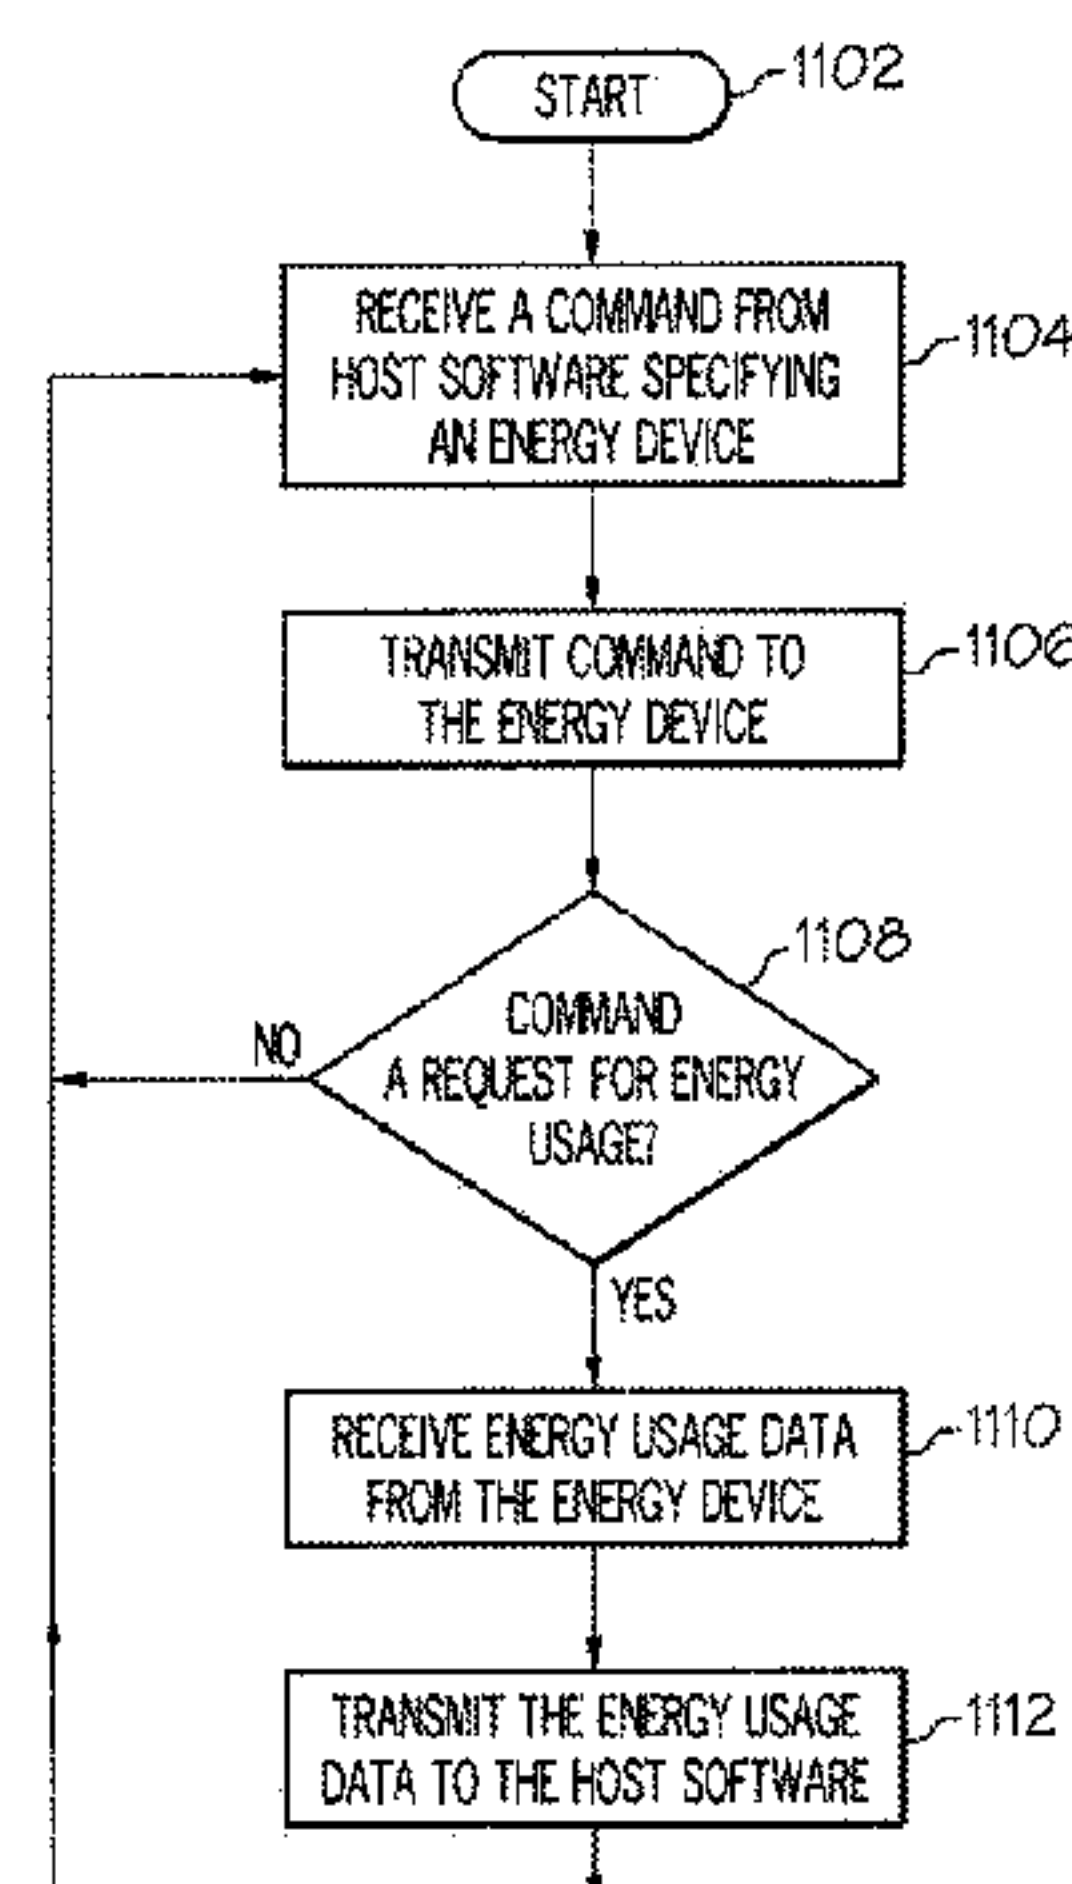 START
1102
RECEIVE A COMMAND FROM
HOST SOFTWARE SPECIFYING
AN ENERGY DEVICE
1104
TRANSMIT COMMAND TO
THE ENERGY DEVICE
1106
1108
COMMAND
A REQUEST FOR ENERGY
USAGE?
NO
YES
RECEIVE ENERGY USAGE DATA
FROM THE ENERGY DEVICE
1110
TRANSMIT THE ENERGY USAGE
DATA TO THE HOST SOFTWARE
1112